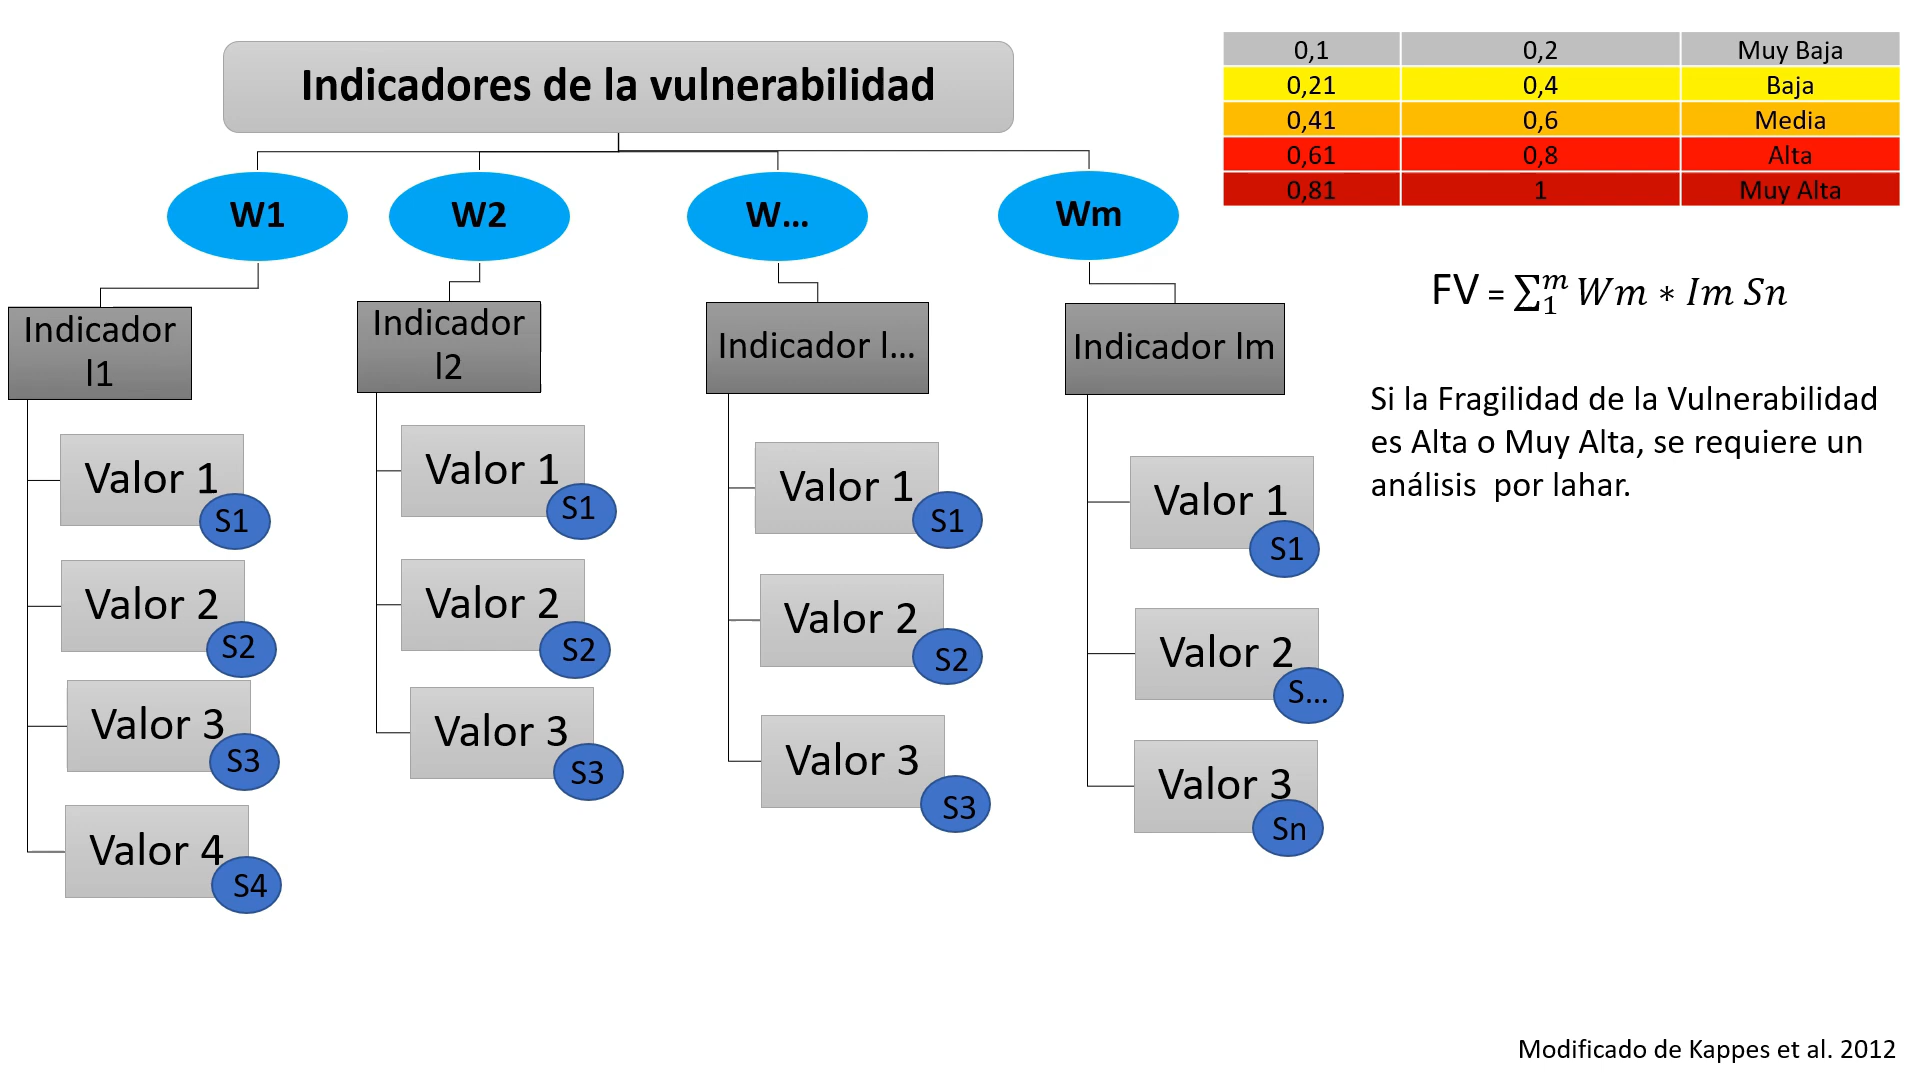 Indicadores de la vulnerabilidad
0,1 0,2 Muy Baja
0,21 0,4 Baja
0,41 0,6 Media
0,61 0,8 Alta
0,81 1 Muy Alta
W1
W2
W...
Wm
FV = ∑₁ᵐ Wm ∗ Im Sn
Si la Fragilidad de la Vulnerabilidad
es Alta o Muy Alta, se requiere un
análisis por lahar.
Indicador
l1
Valor 1
S1
Valor 2
S2
Valor 3
S3
Valor 4
S4
Indicador
l2
Valor 1
S1
Valor 2
S2
Valor 3
S3
Indicador l...
Valor 1
S1
Valor 2
S2
Valor 3
S3
Indicador lm
Valor 1
S1
Valor 2
S...
Valor 3
Sn
Modificado de Kappes et al. 2012